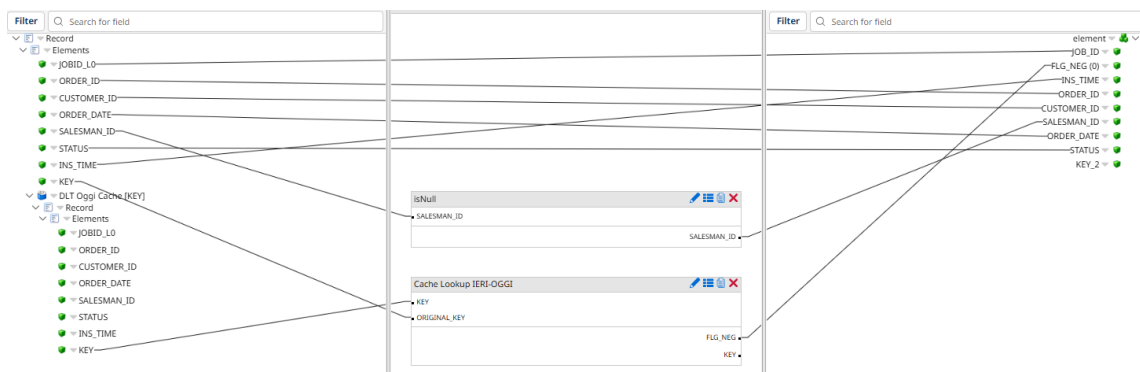 Filter Search for field
Record
Elements
JOBID_L0
ORDER_ID
CUSTOMER_ID
ORDER_DATE
SALESMAN_ID
STATUS
INS_TIME
KEY
DLT Oggi Cache [KEY]
Record
Elements
JOBID_L0
ORDER_ID
CUSTOMER_ID
ORDER_DATE
SALESMAN_ID
STATUS
INS_TIME
KEY
isNull
SALESMAN_ID
SALESMAN_ID
Cache Lookup IERI-OGGI
KEY
ORIGINAL_KEY
FLG_NEG
KEY
Filter Search for field
element
JOB_ID
FLG_NEG (0)
INS_TIME
ORDER_ID
CUSTOMER_ID
SALESMAN_ID
ORDER_DATE
STATUS
KEY_2